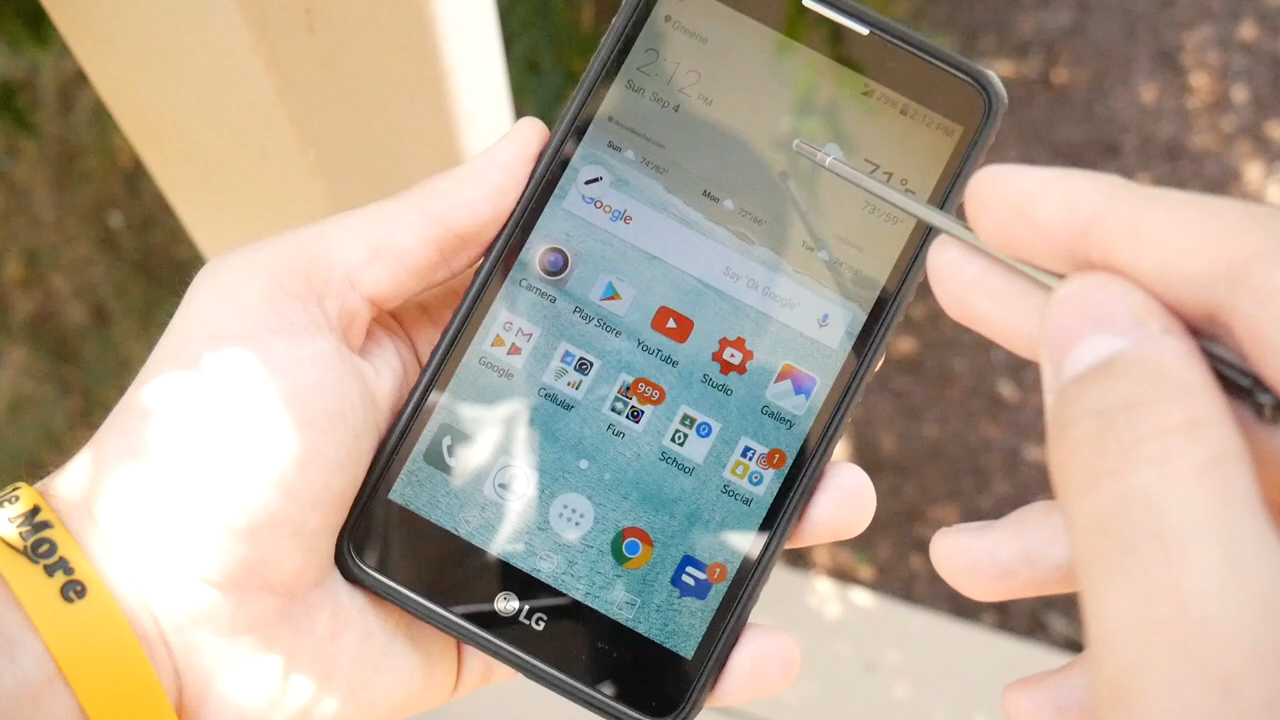 Greene
2:12 PM
Sun, Sep 4
29% 2:12 PM
71°F
73°/59°
Sun 74°/62°
Mon 72°/66°
Tue
Google
Say "Ok Google"
Camera
Play Store
YouTube
Studio
Gallery
G M
Google
Cellular
999
Fun
School
1
Social
1
LG
More